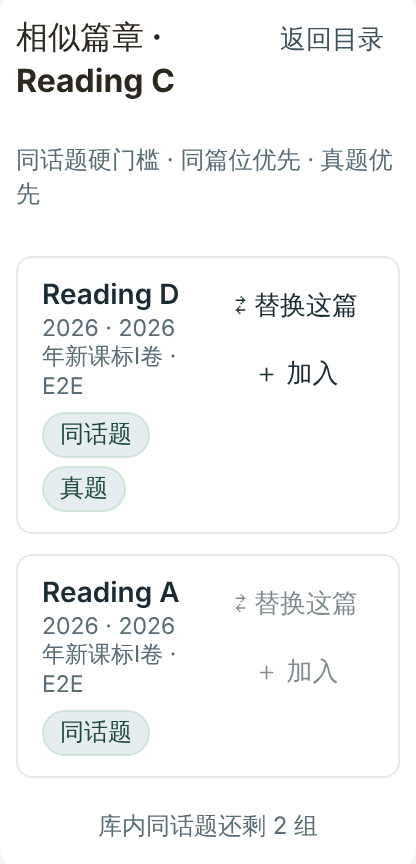 相似篇章 ·
Reading C
返回目录
同话题硬门槛 · 同篇位优先 · 真题优
先
Reading D
2026 · 2026
年新课标I卷 ·
E2E
同话题
真题
⇄ 替换这篇
＋ 加入
Reading A
2026 · 2026
年新课标I卷 ·
E2E
同话题
⇄ 替换这篇
＋ 加入
库内同话题还剩 2 组